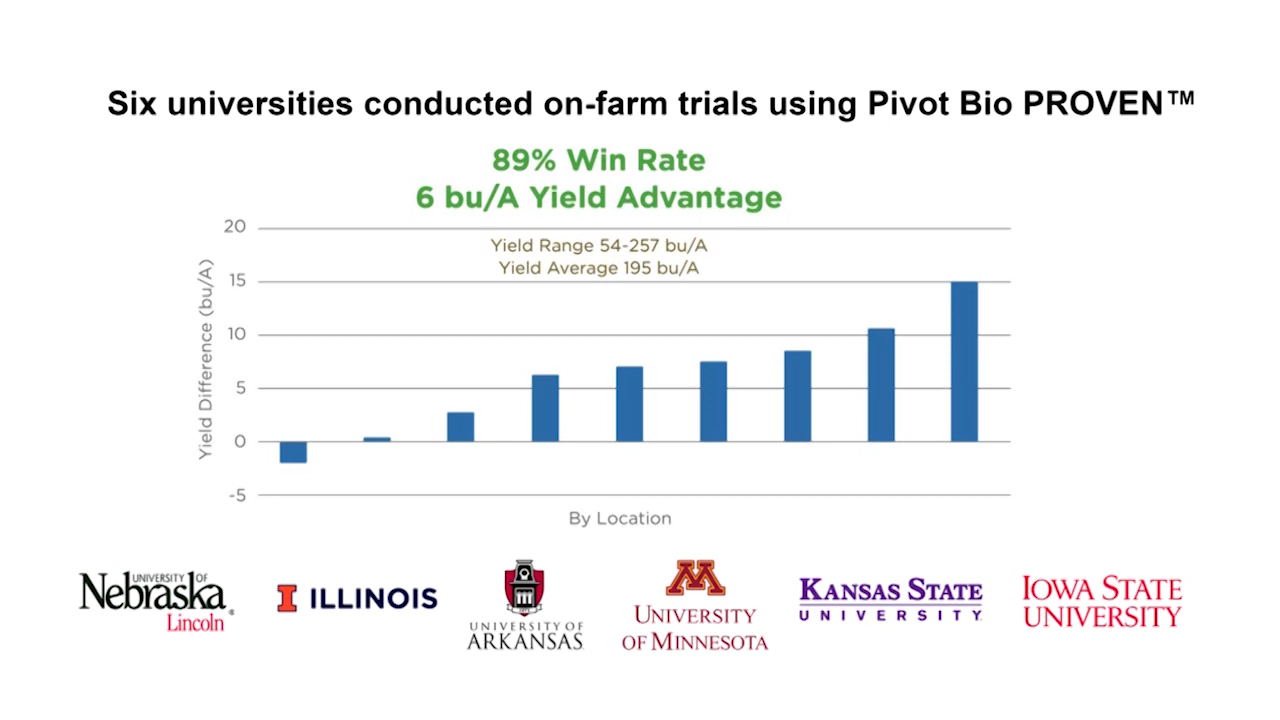 Six universities conducted on-farm trials using Pivot Bio PROVEN™
89% Win Rate
6 bu/A Yield Advantage
Yield Range 54-257 bu/A
Yield Average 195 bu/A
Yield Difference (bu/A)
20
15
10
5
0
-5
By Location
UNIVERSITY OF
Nebraska®
Lincoln
I ILLINOIS
UNIVERSITY OF
ARKANSAS
M
UNIVERSITY
OF MINNESOTA
KANSAS STATE
UNIVERSITY
IOWA STATE
UNIVERSITY